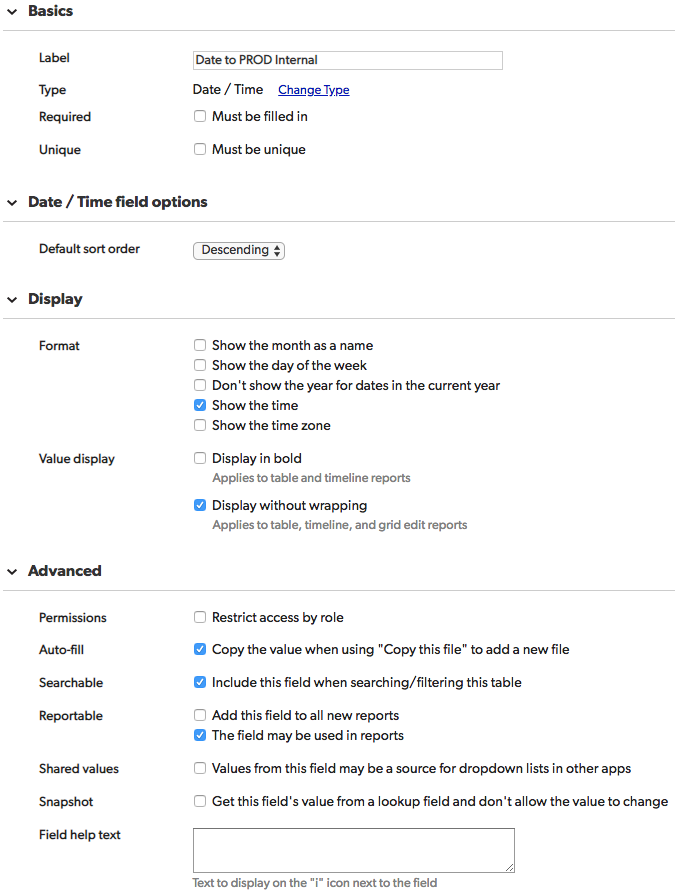 Basics
Label Date to PROD Internal
Type Date / Time Change Type
Required Must be filled in
Unique Must be unique
Date / Time field options
Default sort order Descending
Display
Format Show the month as a name
Show the day of the week
Don't show the year for dates in the current year
Show the time
Show the time zone
Value display Display in bold
Applies to table and timeline reports
Display without wrapping
Applies to table, timeline, and grid edit reports
Advanced
Permissions Restrict access by role
Auto-fill Copy the value when using "Copy this file" to add a new file
Searchable Include this field when searching/filtering this table
Reportable Add this field to all new reports
The field may be used in reports
Shared values Values from this field may be a source for dropdown lists in other apps
Snapshot Get this field's value from a lookup field and don't allow the value to change
Field help text
Text to display on the "i" icon next to the field